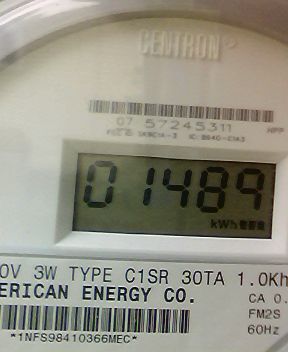 CENTRON®
07 57245311
HPP
01489
kWh
0V 3W TYPE C1SR 30TA 1.0Kh
ERICAN ENERGY CO.
CA 0.
FM2S
60Hz
*1NFS98410366MEC*